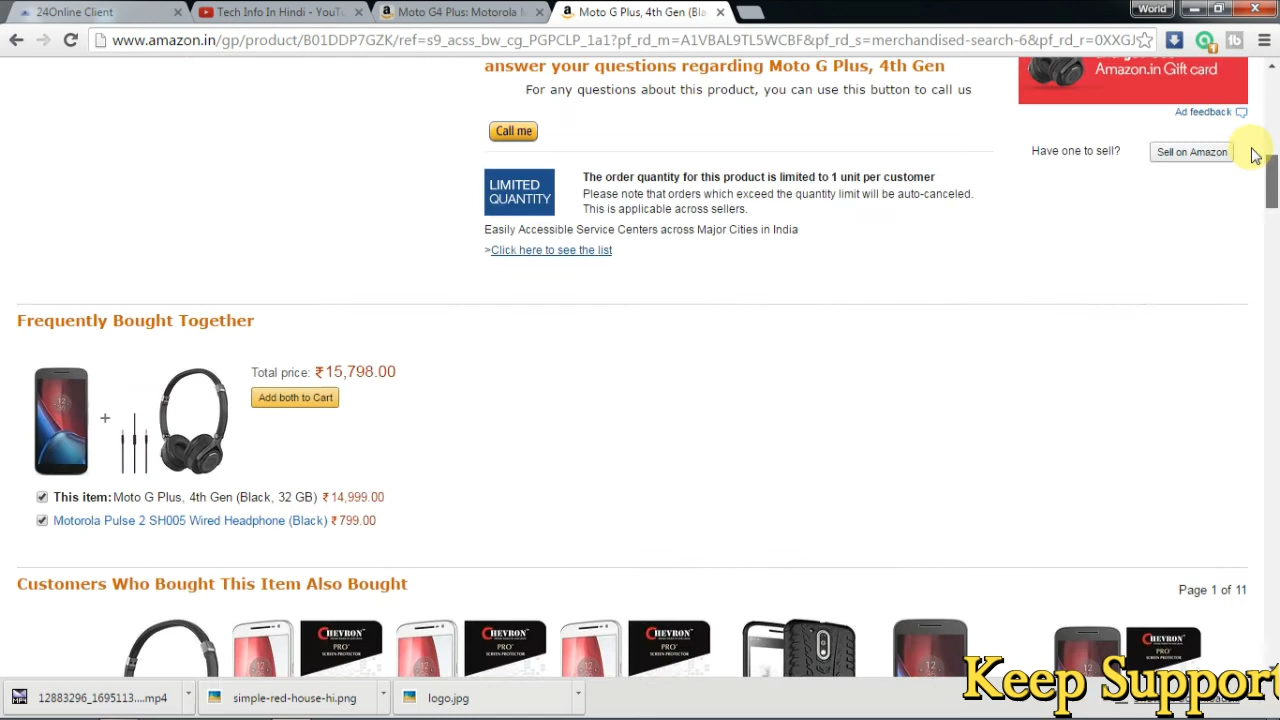 24Online Client
Tech Info In Hindi - YouTu
Moto G4 Plus: Motorola
Moto G Plus, 4th Gen (Bla
World
www.amazon.in/gp/product/B01DDP7GZK/ref=s9_acss_bw_cg_PGPCLP_1a1?pf_rd_m=A1VBAL9TL5WCBF&pf_rd_s=merchandised-search-6&pf_rd_r=0XXGJ
answer your questions regarding Moto G Plus, 4th Gen
Amazon.in Gift card
For any questions about this product, you can use this button to call us
Ad feedback
Call me
Have one to sell?
Sell on Amazon
LIMITED
QUANTITY
The order quantity for this product is limited to 1 unit per customer
Please note that orders which exceed the quantity limit will be auto-canceled.
This is applicable across sellers.
Easily Accessible Service Centers across Major Cities in India
>Click here to see the list
Frequently Bought Together
Total price: ₹15,798.00
Add both to Cart
This item: Moto G Plus, 4th Gen (Black, 32 GB) ₹14,999.00
Motorola Pulse 2 SH005 Wired Headphone (Black) ₹799.00
Customers Who Bought This Item Also Bought
Page 1 of 11
CHEVRON
PRO
SCREEN PROTECTOR
CHEVRON
PRO
SCREEN PROTECTOR
CHEVRON
PRO
SCREEN PROTECTOR
CHEVRON
PRO
SCREEN PROTECTOR
12883296_1695113....mp4
simple-red-house-hi.png
logo.jpg
Keep Support